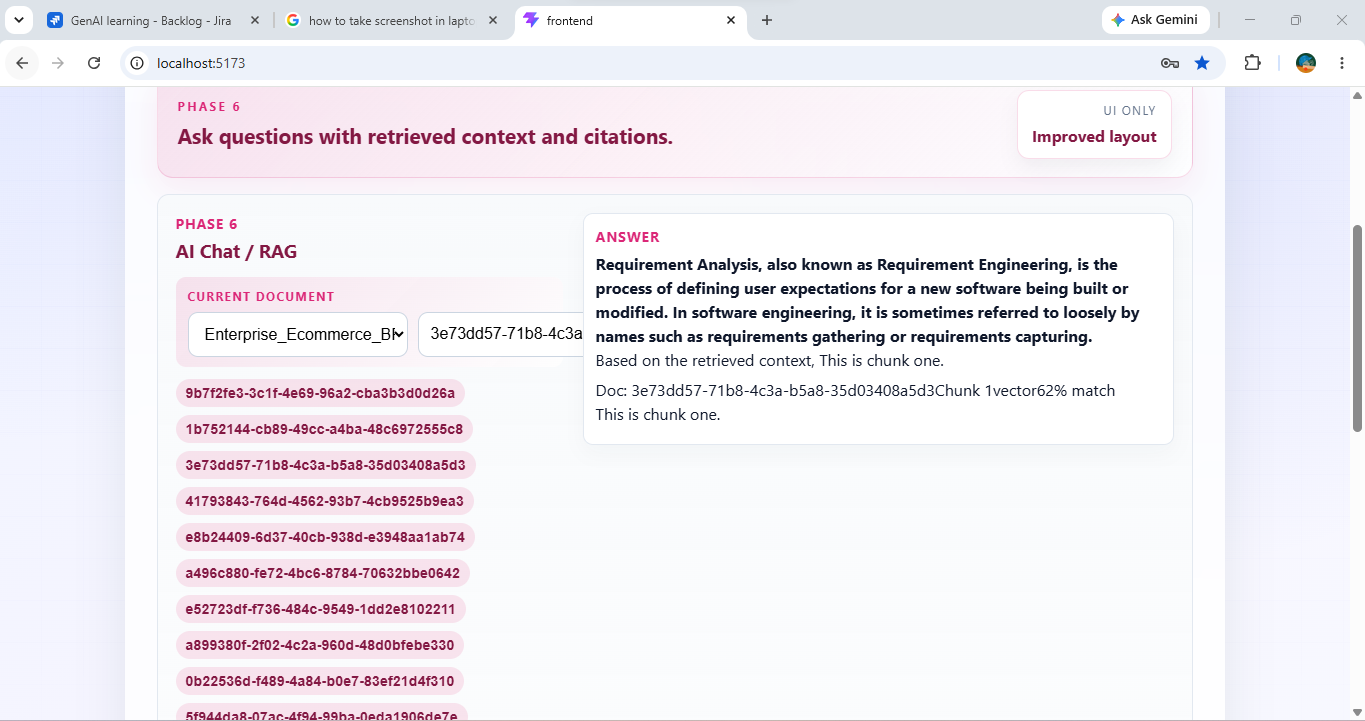 GenAI learning - Backlog - Jira
how to take screenshot in lapto
frontend
Ask Gemini
localhost:5173
PHASE 6
Ask questions with retrieved context and citations.
UI ONLY
Improved layout
PHASE 6
AI Chat / RAG
CURRENT DOCUMENT
Enterprise_Ecommerce_BR
3e73dd57-71b8-4c3a
9b7f2fe3-3c1f-4e69-96a2-cba3b3d0d26a
1b752144-cb89-49cc-a4ba-48c6972555c8
3e73dd57-71b8-4c3a-b5a8-35d03408a5d3
41793843-764d-4562-93b7-4cb9525b9ea3
e8b24409-6d37-40cb-938d-e3948aa1ab74
a496c880-fe72-4bc6-8784-70632bbe0642
e52723df-f736-484c-9549-1dd2e8102211
a899380f-2f02-4c2a-960d-48d0bfebe330
0b22536d-f489-4a84-b0e7-83ef21d4f310
5f944da8-07ac-4f94-99ba-0eda1906de7e
ANSWER
Requirement Analysis, also known as Requirement Engineering, is the
process of defining user expectations for a new software being built or
modified. In software engineering, it is sometimes referred to loosely by
names such as requirements gathering or requirements capturing.
Based on the retrieved context, This is chunk one.
Doc: 3e73dd57-71b8-4c3a-b5a8-35d03408a5d3Chunk 1vector62% match
This is chunk one.